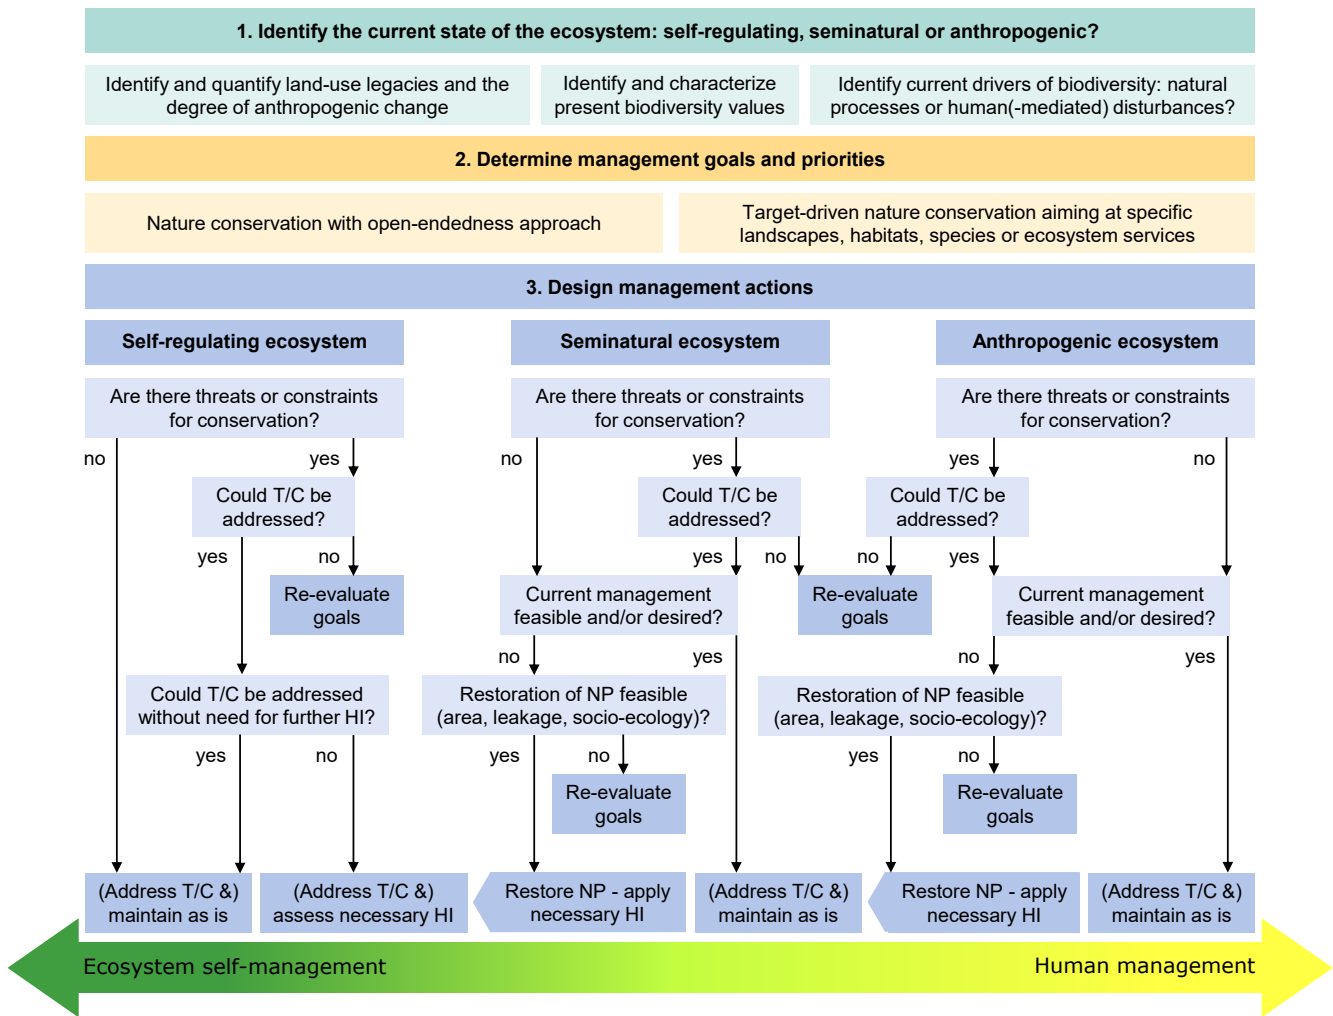 1. Identify the current state of the ecosystem: self-regulating, seminatural or anthropogenic?
Identify and quantify land-use legacies and the
degree of anthropogenic change
Identify and characterize
present biodiversity values
Identify current drivers of biodiversity: natural
processes or human(-mediated) disturbances?
2. Determine management goals and priorities
Nature conservation with open-endedness approach
Target-driven nature conservation aiming at specific
landscapes, habitats, species or ecosystem services
3. Design management actions
Self-regulating ecosystem
Seminatural ecosystem
Anthropogenic ecosystem
Are there threats or constraints
for conservation?
Are there threats or constraints
for conservation?
Are there threats or constraints
for conservation?
no
yes
no
yes
yes
no
Could T/C be
addressed?
Could T/C be
addressed?
Could T/C be
addressed?
yes
no
yes
no
no
yes
Re-evaluate
goals
Current management
feasible and/or desired?
Re-evaluate
goals
Current management
feasible and/or desired?
no
yes
no
yes
Could T/C be addressed
without need for further HI?
Restoration of NP feasible
(area, leakage, socio-ecology)?
Restoration of NP feasible
(area, leakage, socio-ecology)?
yes
no
yes
no
yes
no
Re-evaluate
goals
Re-evaluate
goals
(Address T/C &)
maintain as is
(Address T/C &)
assess necessary HI
Restore NP - apply
necessary HI
(Address T/C &)
maintain as is
Restore NP - apply
necessary HI
(Address T/C &)
maintain as is
Ecosystem self-management
Human management